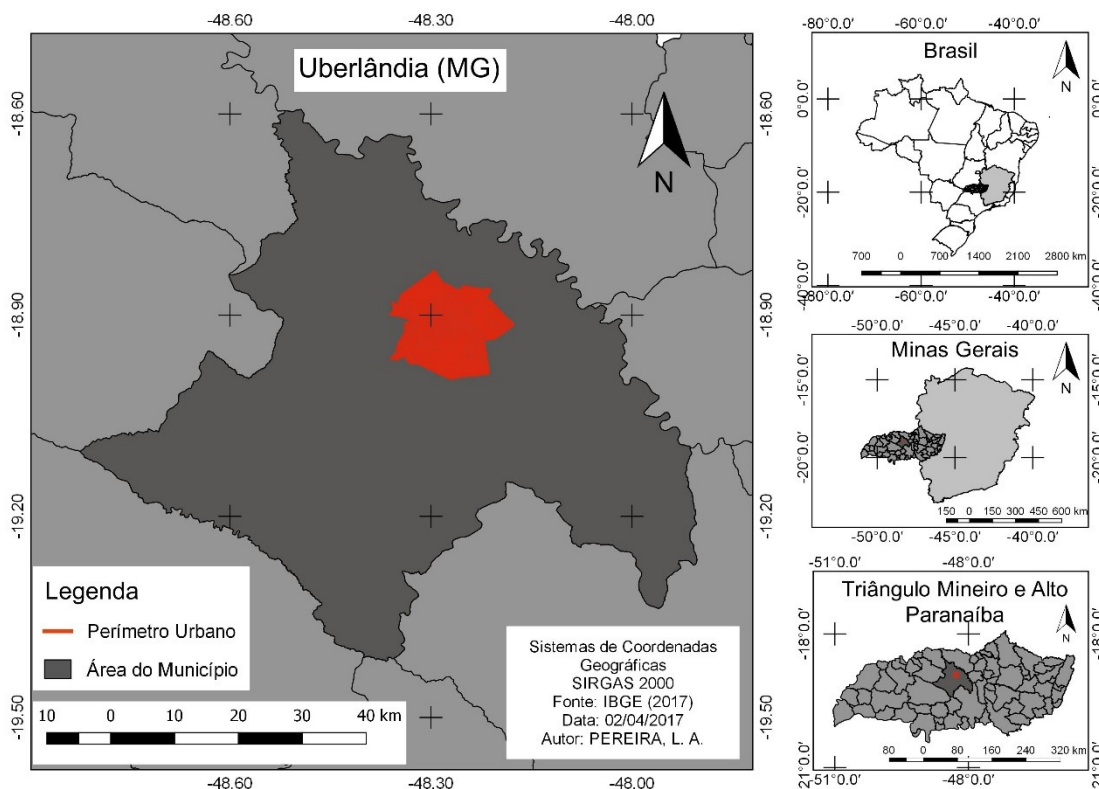 -48.60 -48.30 -48.00
Uberlândia (MG)
N
-18.60 -18.60
-18.90 -18.90
-19.20 -19.20
-19.50 -19.50
Legenda
Perímetro Urbano
Área do Município
10 0 10 20 30 40 km
Sistemas de Coordenadas
Geográficas
SIRGAS 2000
Fonte: IBGE (2017)
Data: 02/04/2017
Autor: PEREIRA, L. A.
-48.60 -48.30 -48.00
-80°0.0' -60°0.0' -40°0.0'
Brasil
N
0°0.0' 0°0.0'
-20°0.0' -20°0.0'
-40°0.0' -40°0.0'
700 0 700 1400 2100 2800 km
-80°0.0' -60°0.0' -40°0.0'
-50°0.0' -45°0.0' -40°0.0'
Minas Gerais
N
-15°0.0' -15°0.0'
-20°0.0' -20°0.0'
150 0 150 300 450 600 km
-50°0.0' -45°0.0' -40°0.0'
-51°0.0' -48°0.0'
Triângulo Mineiro e Alto
Paranaíba
N
-18°0.0' -18°0.0'
80 0 80 160 240 320 km
21°0.0' 21°0.0'
-51°0.0' -48°0.0'